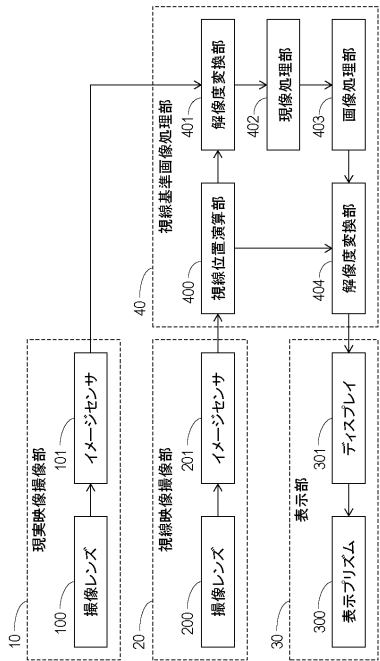 10
現実映像撮像部
100
撮像レンズ
101
イメージセンサ
20
視線映像撮像部
200
撮像レンズ
201
イメージセンサ
30
表示部
300
表示プリズム
301
ディスプレイ
40
視線基準画像処理部
400
視線位置演算部
401
解像度変換部
402
現像処理部
403
画像処理部
404
解像度変換部